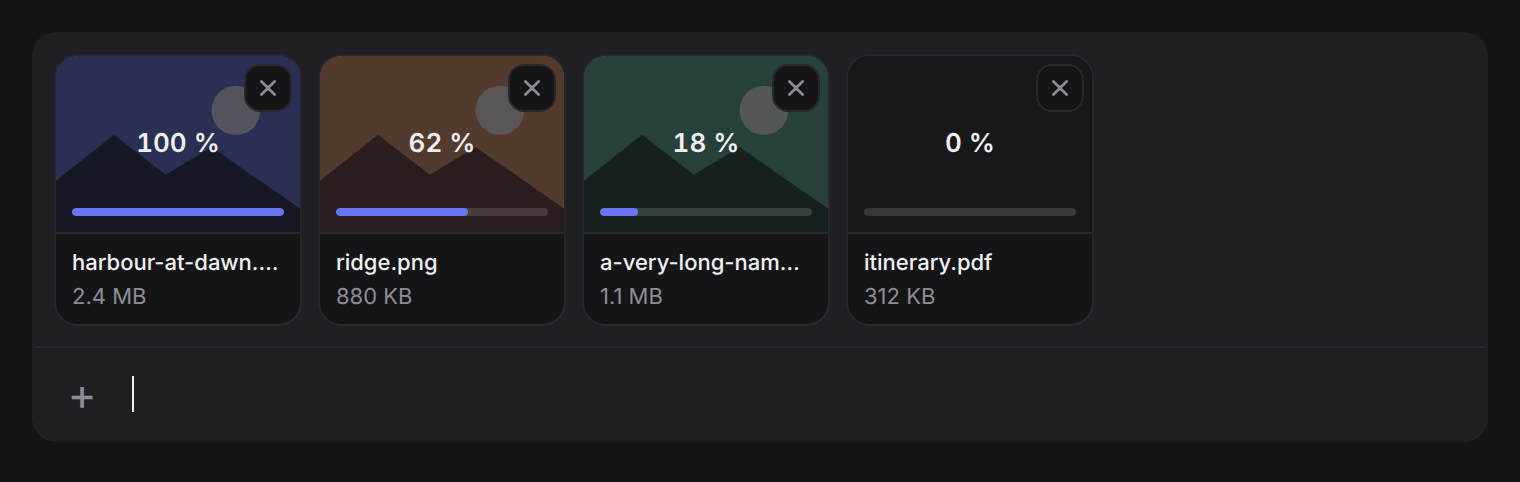 100 %
62 %
18 %
0 %
harbour-at-dawn....
2.4 MB
ridge.png
880 KB
a-very-long-nam...
1.1 MB
itinerary.pdf
312 KB
+